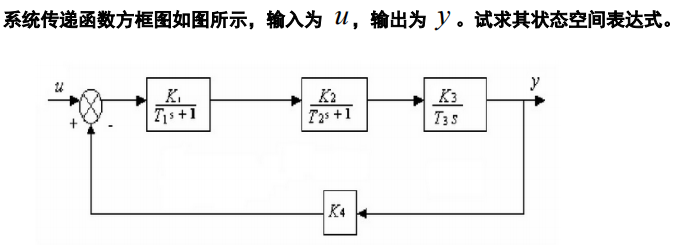 系统传递函数方框图如图所示，输入为 u，输出为 y 。试求其状态空间表达式。
u
+
-
K₁
T₁s+1
K₂
T₂s+1
K₃
T₃s
y
K₄